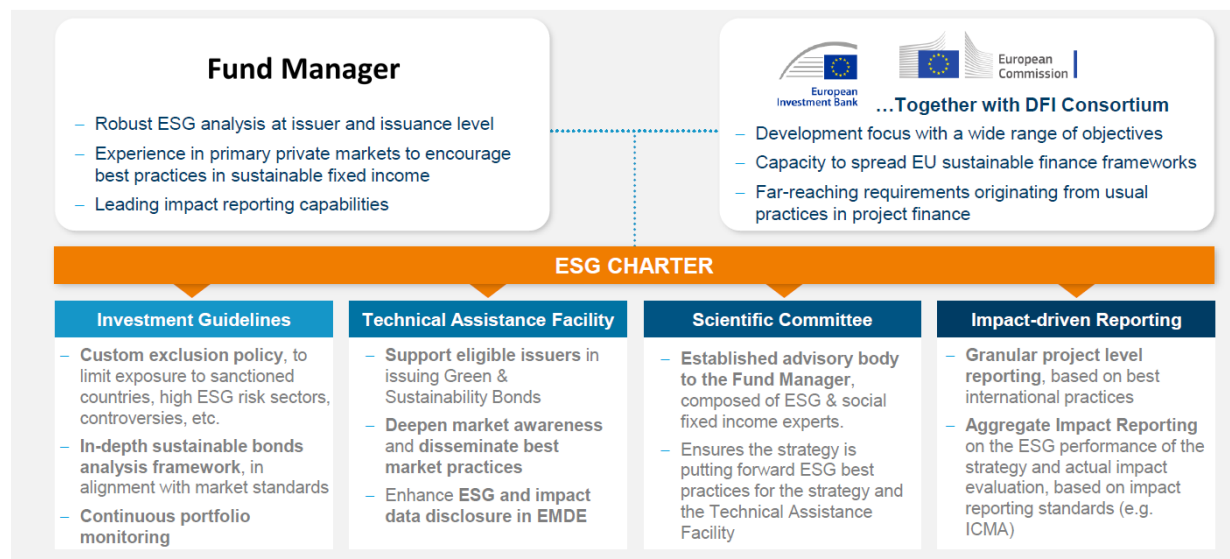 Fund Manager
– Robust ESG analysis at issuer and issuance level
– Experience in primary private markets to encourage
best practices in sustainable fixed income
– Leading impact reporting capabilities
European
Investment Bank
European
Commission
…Together with DFI Consortium
– Development focus with a wide range of objectives
– Capacity to spread EU sustainable finance frameworks
– Far-reaching requirements originating from usual
practices in project finance
ESG CHARTER
Investment Guidelines
– Custom exclusion policy, to
limit exposure to sanctioned
countries, high ESG risk sectors,
controversies, etc.
– In-depth sustainable bonds
analysis framework, in
alignment with market standards
– Continuous portfolio
monitoring
Technical Assistance Facility
– Support eligible issuers in
issuing Green &
Sustainability Bonds
– Deepen market awareness
and disseminate best
market practices
– Enhance ESG and impact
data disclosure in EMDE
Scientific Committee
– Established advisory body
to the Fund Manager,
composed of ESG & social
fixed income experts.
– Ensures the strategy is
putting forward ESG best
practices for the strategy and
the Technical Assistance
Facility
Impact-driven Reporting
– Granular project level
reporting, based on best
international practices
– Aggregate Impact Reporting
on the ESG performance of the
strategy and actual impact
evaluation, based on impact
reporting standards (e.g.
ICMA)